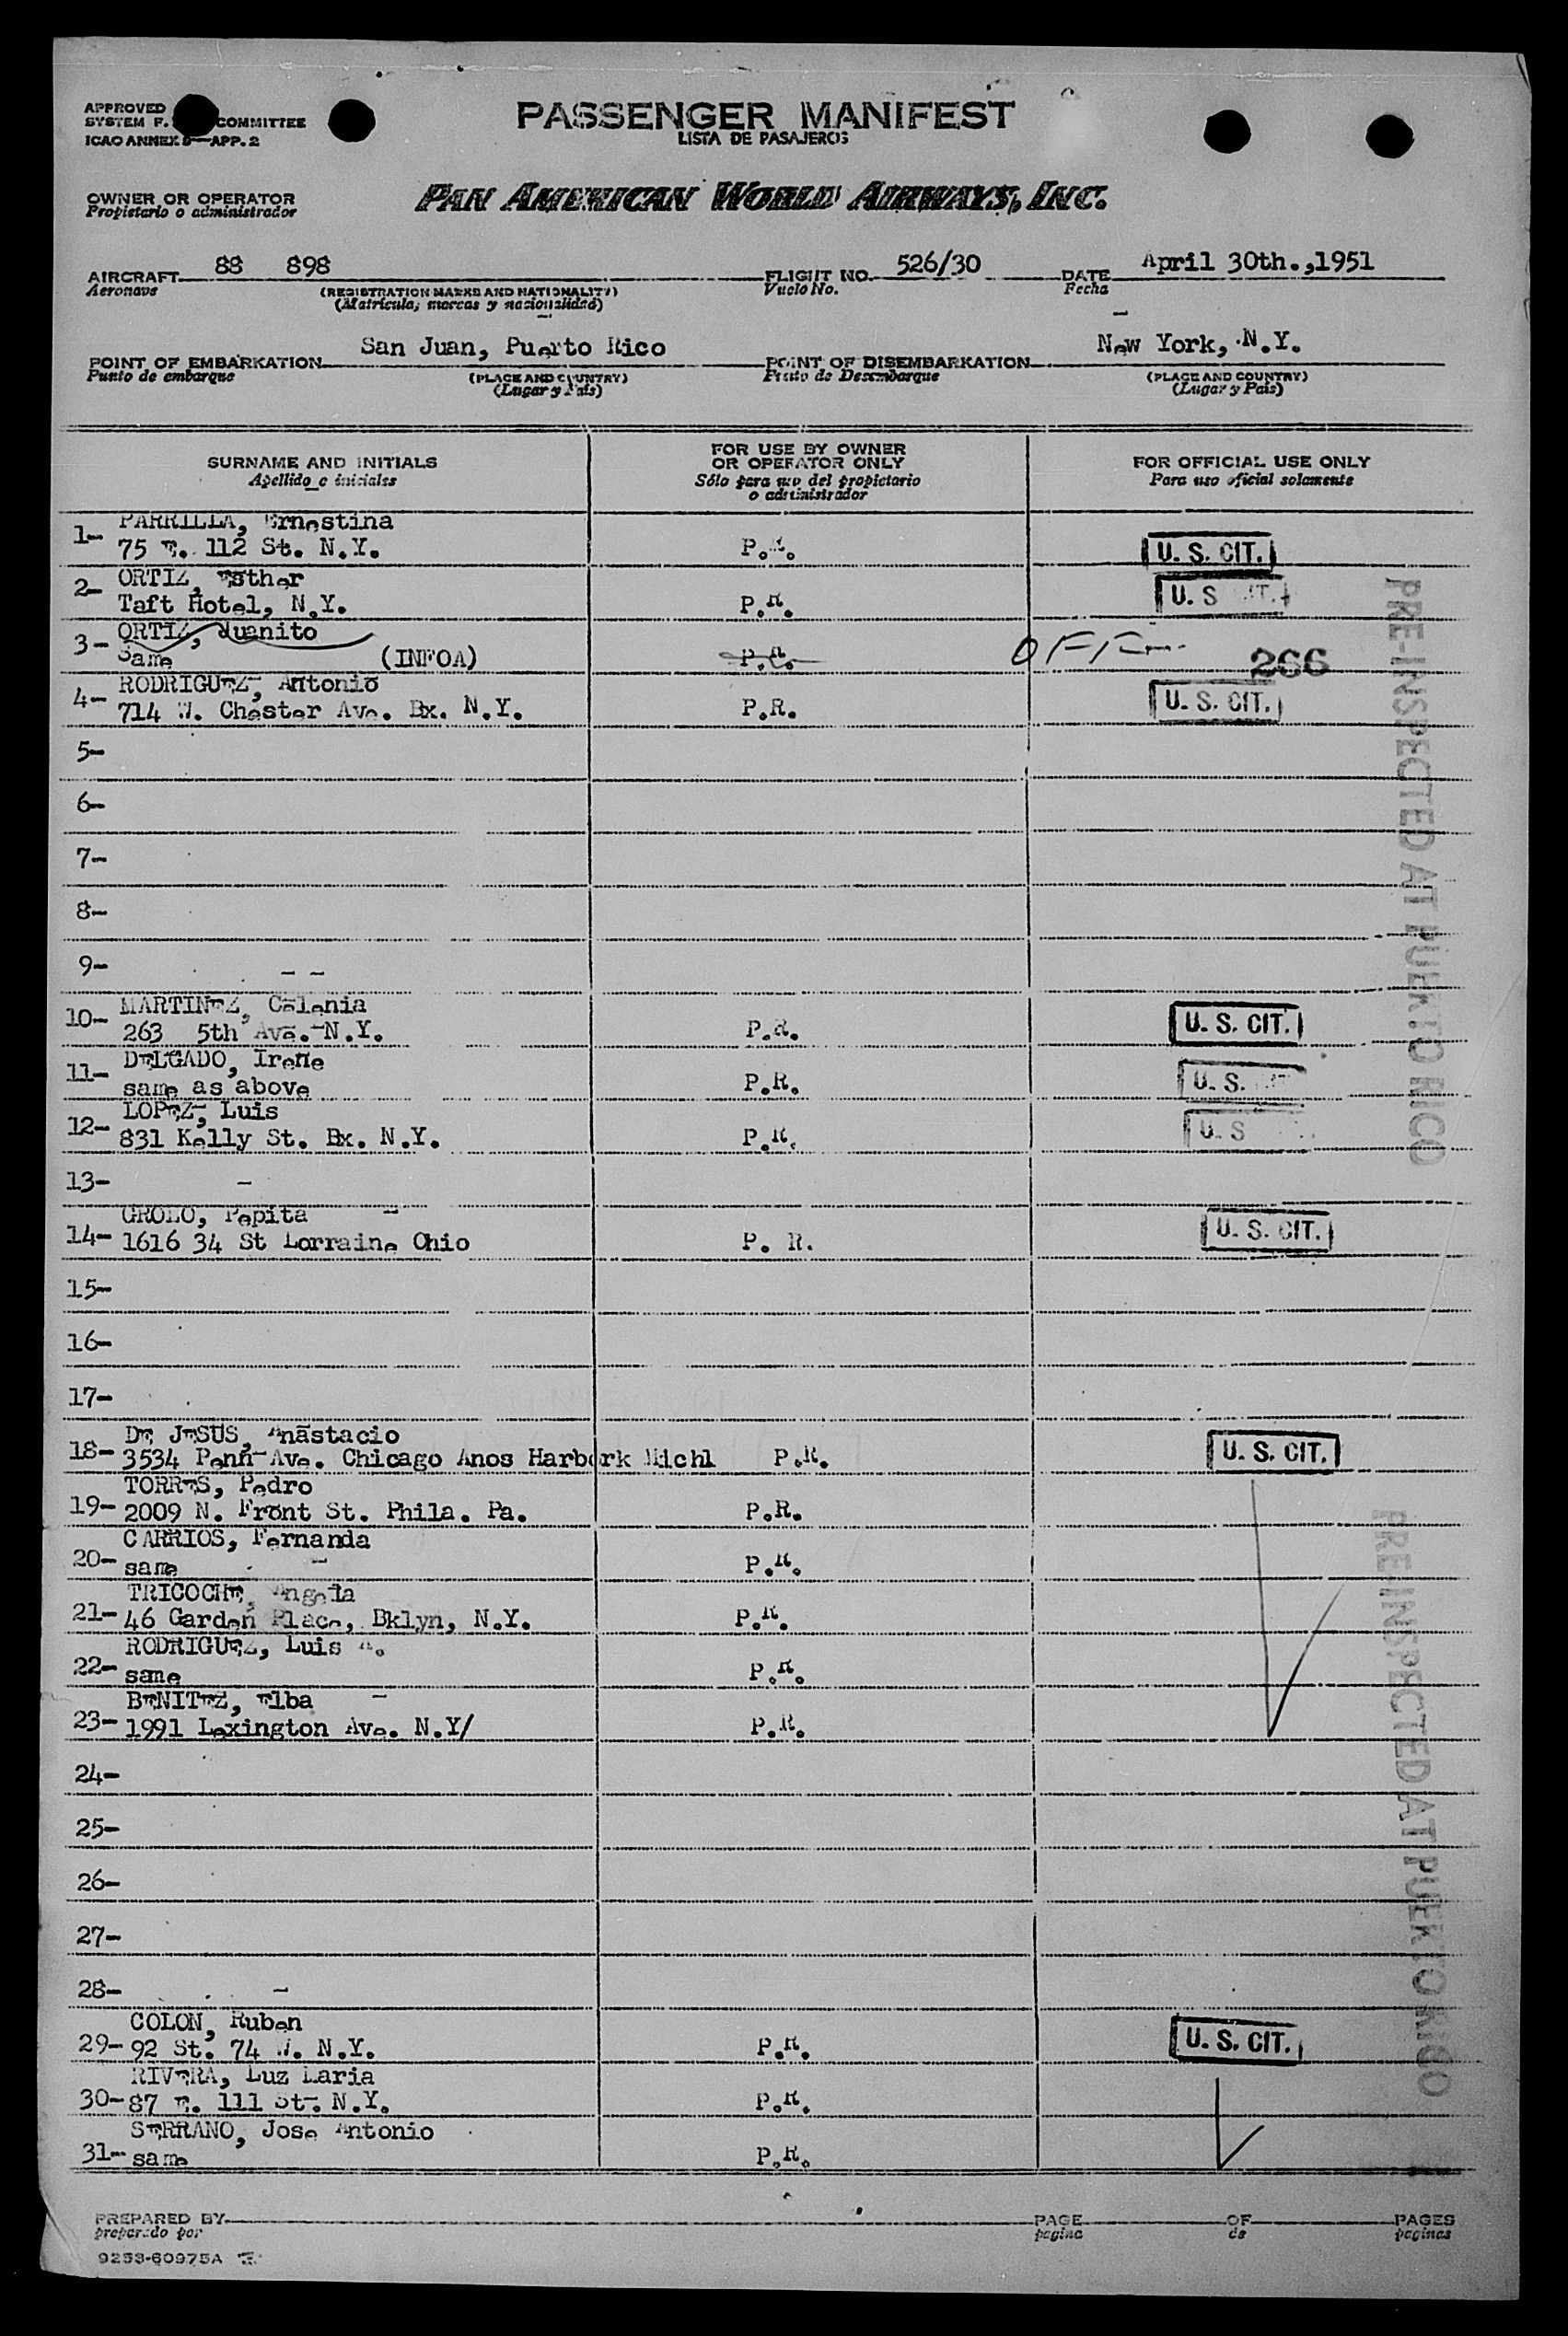 APPROVED
SYSTEM F. COMMITTEE
ICAO ANNEX 9—APP. 2
PASSENGER MANIFEST
LISTA DE PASAJEROS
OWNER OR OPERATOR
Propietario o administrador
PAN AMERICAN WORLD AIRWAYS, INC.
AIRCRAFT 88 898 FLIGHT NO. 526/30 DATE April 30th.,1951
Aeronave (REGISTRATION MARKS AND NATIONALITY) Vuelo No. Fecha
(Matricula, marcas y nacionalidad)
POINT OF EMBARKATION San Juan, Puerto Rico POINT OF DISEMBARKATION New York, N.Y.
Punto de embarque (PLACE AND COUNTRY) Punto de Desembarque (PLACE AND COUNTRY)
(Lugar y Pais) (Lugar y Pais)
SURNAME AND INITIALS FOR USE BY OWNER OR OPERATOR ONLY FOR OFFICIAL USE ONLY
Apellido e iniciales Sólo para uso del propietario o administrador Para uso oficial solamente
PARRILLA, Ernestina
1- 75 E. 112 St. N.Y. P.R. U. S. CIT.
ORTIZ, Esther
2- Taft Hotel, N.Y. P.R. U. S
ORTIZ, Juanito
3- Same (INFOA) P.R. OFF 266
RODRIGUEZ, Antonio
4- 714 W. Chester Ave. Bx. N.Y. P.R. U. S. CIT.
5-
6-
7-
8-
9-
MARTINEZ, Celenia
10- 263 5th Ave. N.Y. P.R. U. S. CIT.
DELGADO, Irene
11- same as above P.R. U. S.
LOPEZ, Luis
12- 831 Kelly St. Bx. N.Y. P.R. U. S
13-
GROLO, Pepita
14- 1616 34 St Lorraine Ohio P. R. U. S. CIT.
15-
16-
17-
DE JESUS, Anastacio
18- 3534 Penn Ave. Chicago Anos Harbork Michl P.R. U. S. CIT.
TORRES, Pedro
19- 2009 N. Front St. Phila. Pa. P.R.
CARRIOS, Fernanda
20- same P.R.
TRICOCHE, Angela
21- 46 Garden Place, Bklyn, N.Y. P.R.
RODRIGUEZ, Luis A.
22- same P.R.
BENITEZ, Elba
23- 1991 Lexington Ave. N.Y/ P.R.
24-
25-
26-
27-
28-
COLON, Ruben
29- 92 St. 74 W. N.Y. P.R. U. S. CIT.
RIVERA, Luz Maria
30- 87 E. 111 St. N.Y. P.R.
SERRANO, Jose Antonio
31- same P.R.
PRE-INSPECTED AT PUERTO RICO
PRE-INSPECTED AT PUERTO RICO
PREPARED BY PAGE OF PAGES
preparado por pagina de paginas
9253-60975A